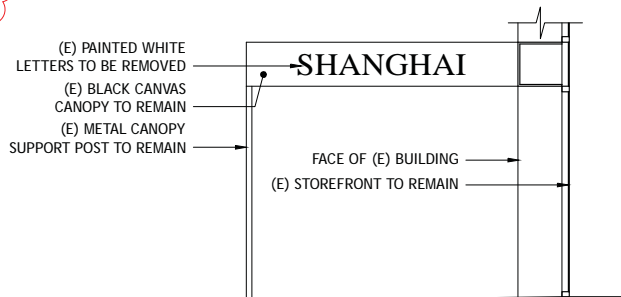 (E) PAINTED WHITE
LETTERS TO BE REMOVED
SHANGHAI
(E) BLACK CANVAS
CANOPY TO REMAIN
(E) METAL CANOPY
SUPPORT POST TO REMAIN
FACE OF (E) BUILDING
(E) STOREFRONT TO REMAIN